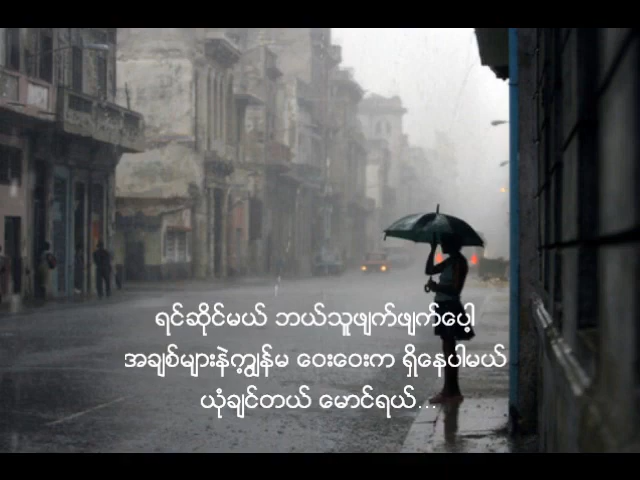 ရင်ဆိုင်မယ် ဘယ်သူဖျက်ဖျက်ပေါ့
အချစ်များနဲ့ကျွန်မ ဝေးဝေးက ရှိနေပါမယ်
ယုံချင်တယ် မောင်ရယ်...